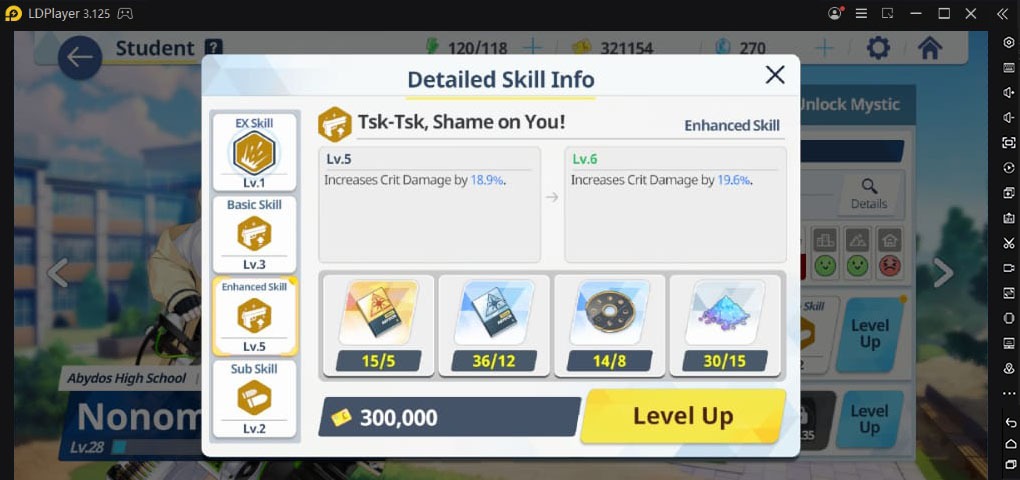 LDPlayer 3.125
Student ?
120/118
321154
270
Detailed Skill Info
Unlock Mystic
EX Skill
Lv.1
Basic Skill
Lv.3
Enhanced Skill
Lv.5
Sub Skill
Lv.2
Tsk-Tsk, Shame on You!
Enhanced Skill
Lv.5
Increases Crit Damage by 18.9%.
Lv.6
Increases Crit Damage by 19.6%.
15/5
36/12
14/8
30/15
300,000
Level Up
Details
Skill
Level
Up
Level
Up
Abydos High School
Nonom
Lv.28